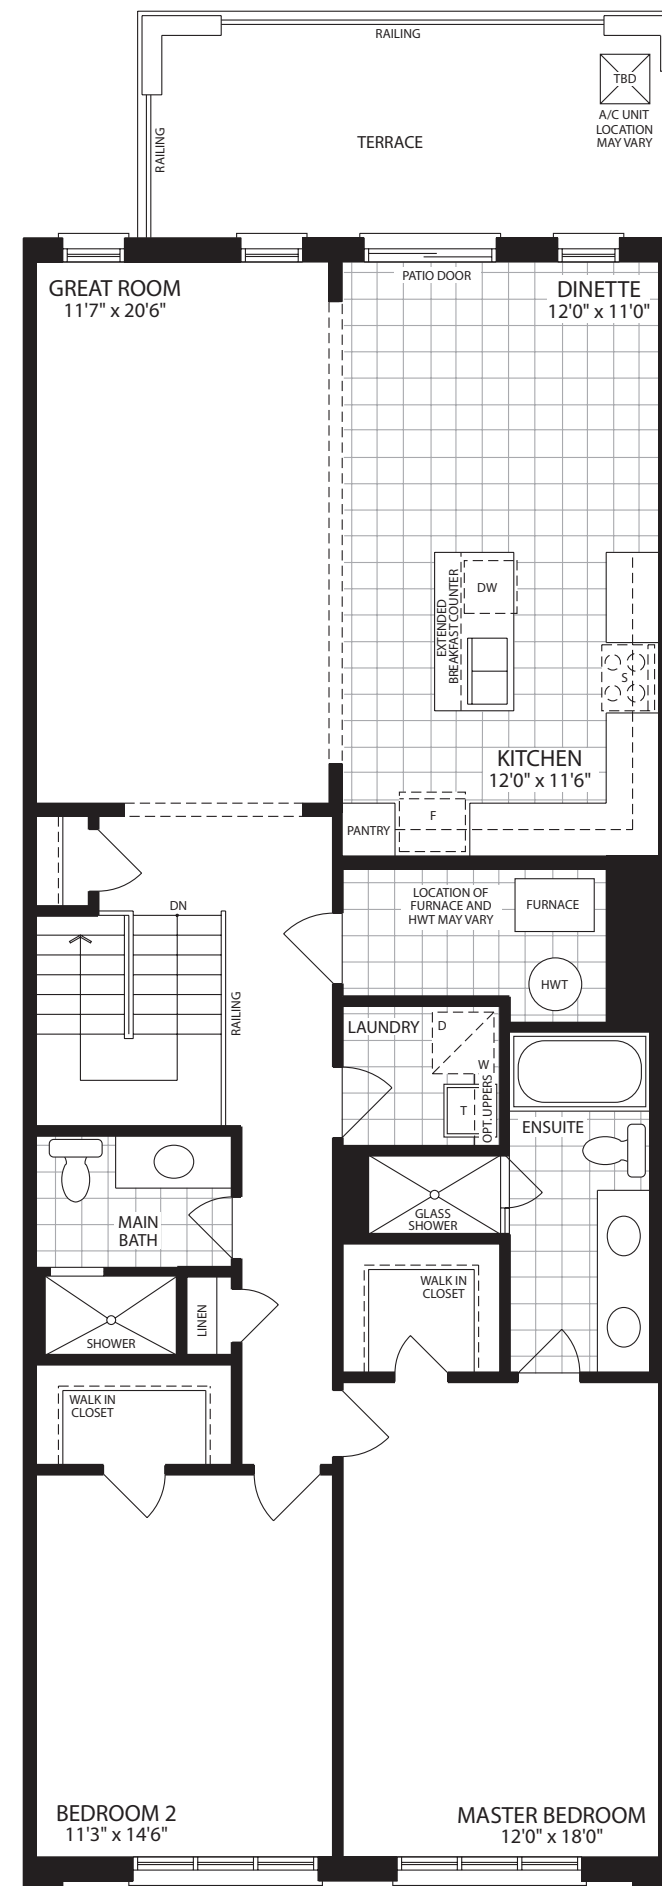 RAILING
TBD
A/C UNIT
LOCATION
MAY VARY
RAILING
TERRACE
PATIO DOOR
GREAT ROOM
11'7" x 20'6"
DINETTE
12'0" x 11'0"
DW
EXTENDED
BREAKFAST COUNTER
S
KITCHEN
12'0" x 11'6"
PANTRY
F
LOCATION OF
FURNACE AND
HWT MAY VARY
FURNACE
HWT
DN
RAILING
LAUNDRY
D
W
T
OPT. UPPERS
ENSUITE
MAIN
BATH
GLASS
SHOWER
WALK IN
CLOSET
LINEN
SHOWER
WALK IN
CLOSET
BEDROOM 2
11'3" x 14'6"
MASTER BEDROOM
12'0" x 18'0"